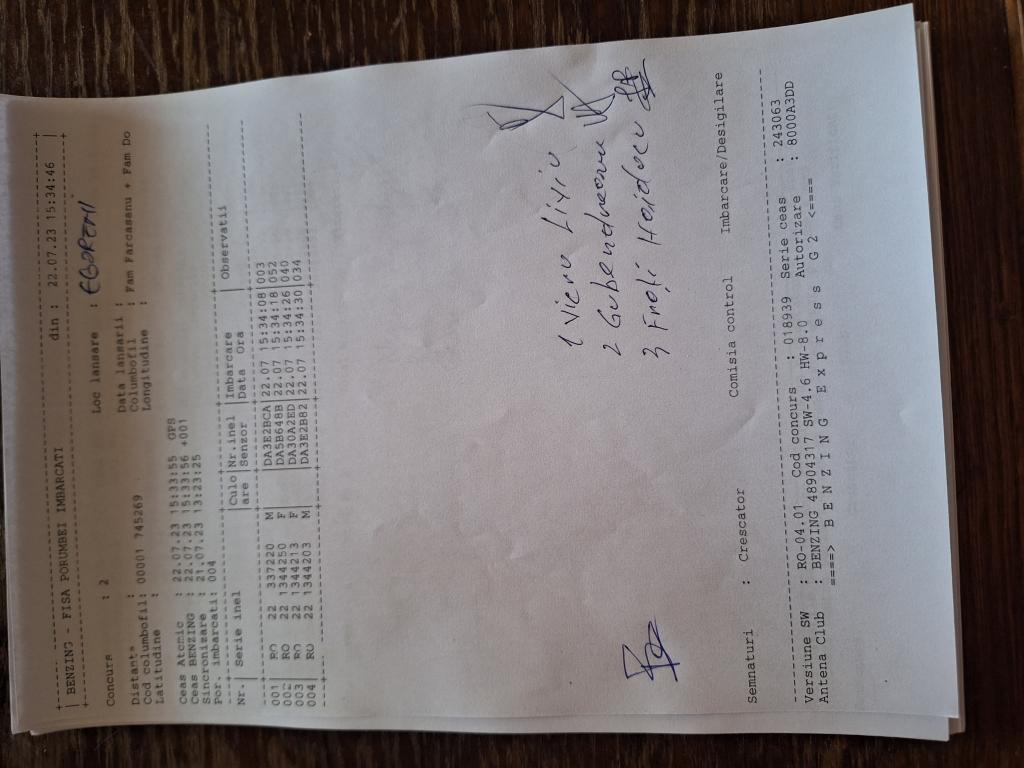 BENZING - FISA PORUMBEI IMBARCATI din : 22.07.23 15:34:46
Concurs : 2 Loc lansare : EGORZELI
Distanta : Data lansarii :
Cod columbofil: 00001 745269 Columbofil : Fam Farcasanu + Fam Do
Latitudine : Longitudine :
Ceas Atomic : 22.07.23 15:33:55 GPS
Ceas BENZING : 22.07.23 15:33:56 +001
Sincronizare : 21.07.23 13:23:25
Por. imbarcati: 004
Nr.| Serie inel |Culo|Nr.inel |Imbarcare |Observatii
|are |Senzor |Data Ora
001| RO 22 337220 M |DA3E2BCA|22.07 15:34:08|003
002| RO 22 1344250 F |DA5B648B|22.07 15:34:18|052
003| RO 22 1344213 F |DA30A2ED|22.07 15:34:26|040
004| RO 22 1344203 M |DA3E2B82|22.07 15:34:30|034
1 Vieru Liviu
2
3 Frații Haiducu
Semnaturi : Crescator Comisia control Imbarcare/Desigilare
Versiune SW : RO-04.01 Cod concurs : 018939 Serie ceas : 243063
Antena Club : BENZING 48904317 SW-4.6 HW-8.0 Autorizare : 8000A3DD
====> B E N Z I N G E x p r e s s G 2 <====